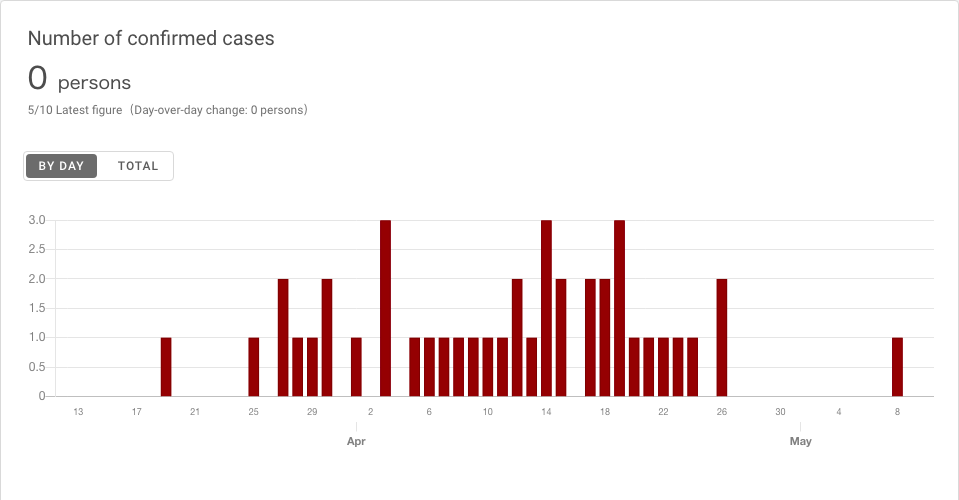 Number of confirmed cases
0 persons
5/10 Latest figure（Day-over-day change: 0 persons）
BY DAY TOTAL
3.0
2.5
2.0
1.5
1.0
0.5
0
13 17 21 25 29 2 6 10 14 18 22 26 30 4 8
Apr May